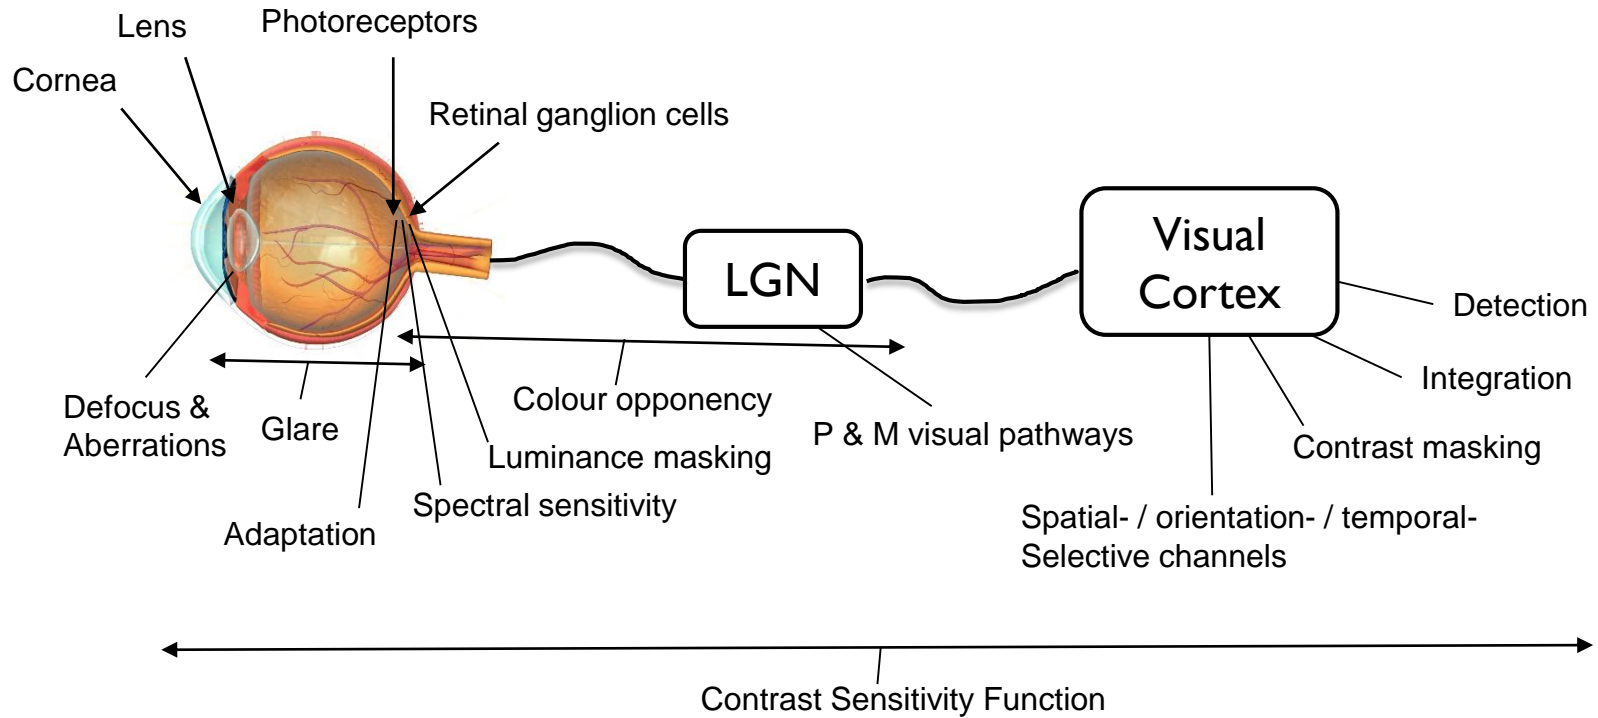 Lens
Photoreceptors
Cornea
Retinal ganglion cells
Visual
Cortex
LGN
Detection
Integration
Defocus &
Aberrations
Glare
Colour opponency
P & M visual pathways
Contrast masking
Luminance masking
Spectral sensitivity
Adaptation
Spatial- / orientation- / temporal-
Selective channels
Contrast Sensitivity Function